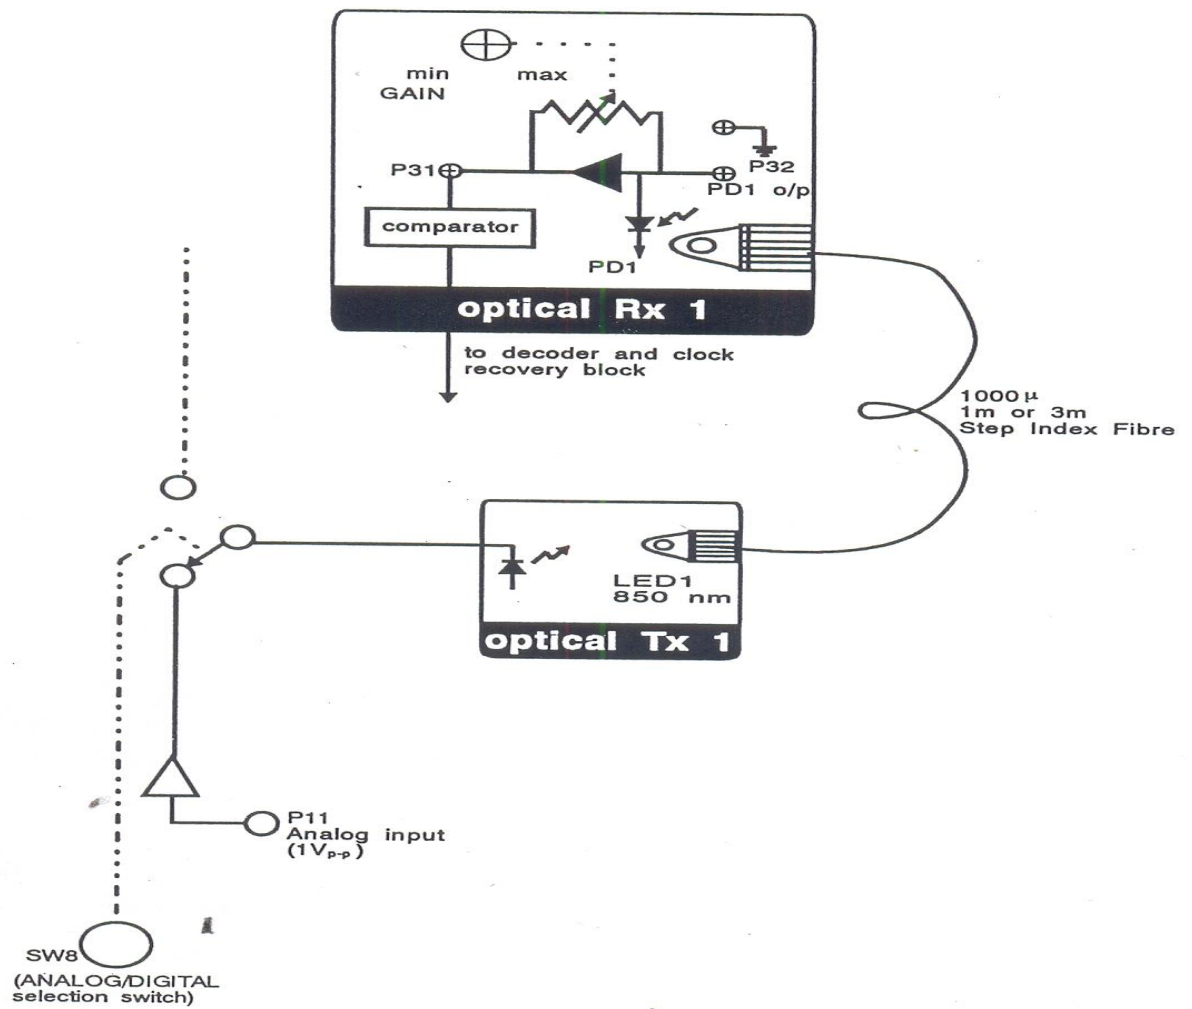 min max
GAIN
P31
P32
PD1 o/p
comparator
PD1
optical Rx 1
to decoder and clock
recovery block
1000μ
1m or 3m
Step Index Fibre
LED1
850 nm
optical Tx 1
P11
Analog input
(1Vp-p)
SW8
(ANALOG/DIGITAL
selection switch)